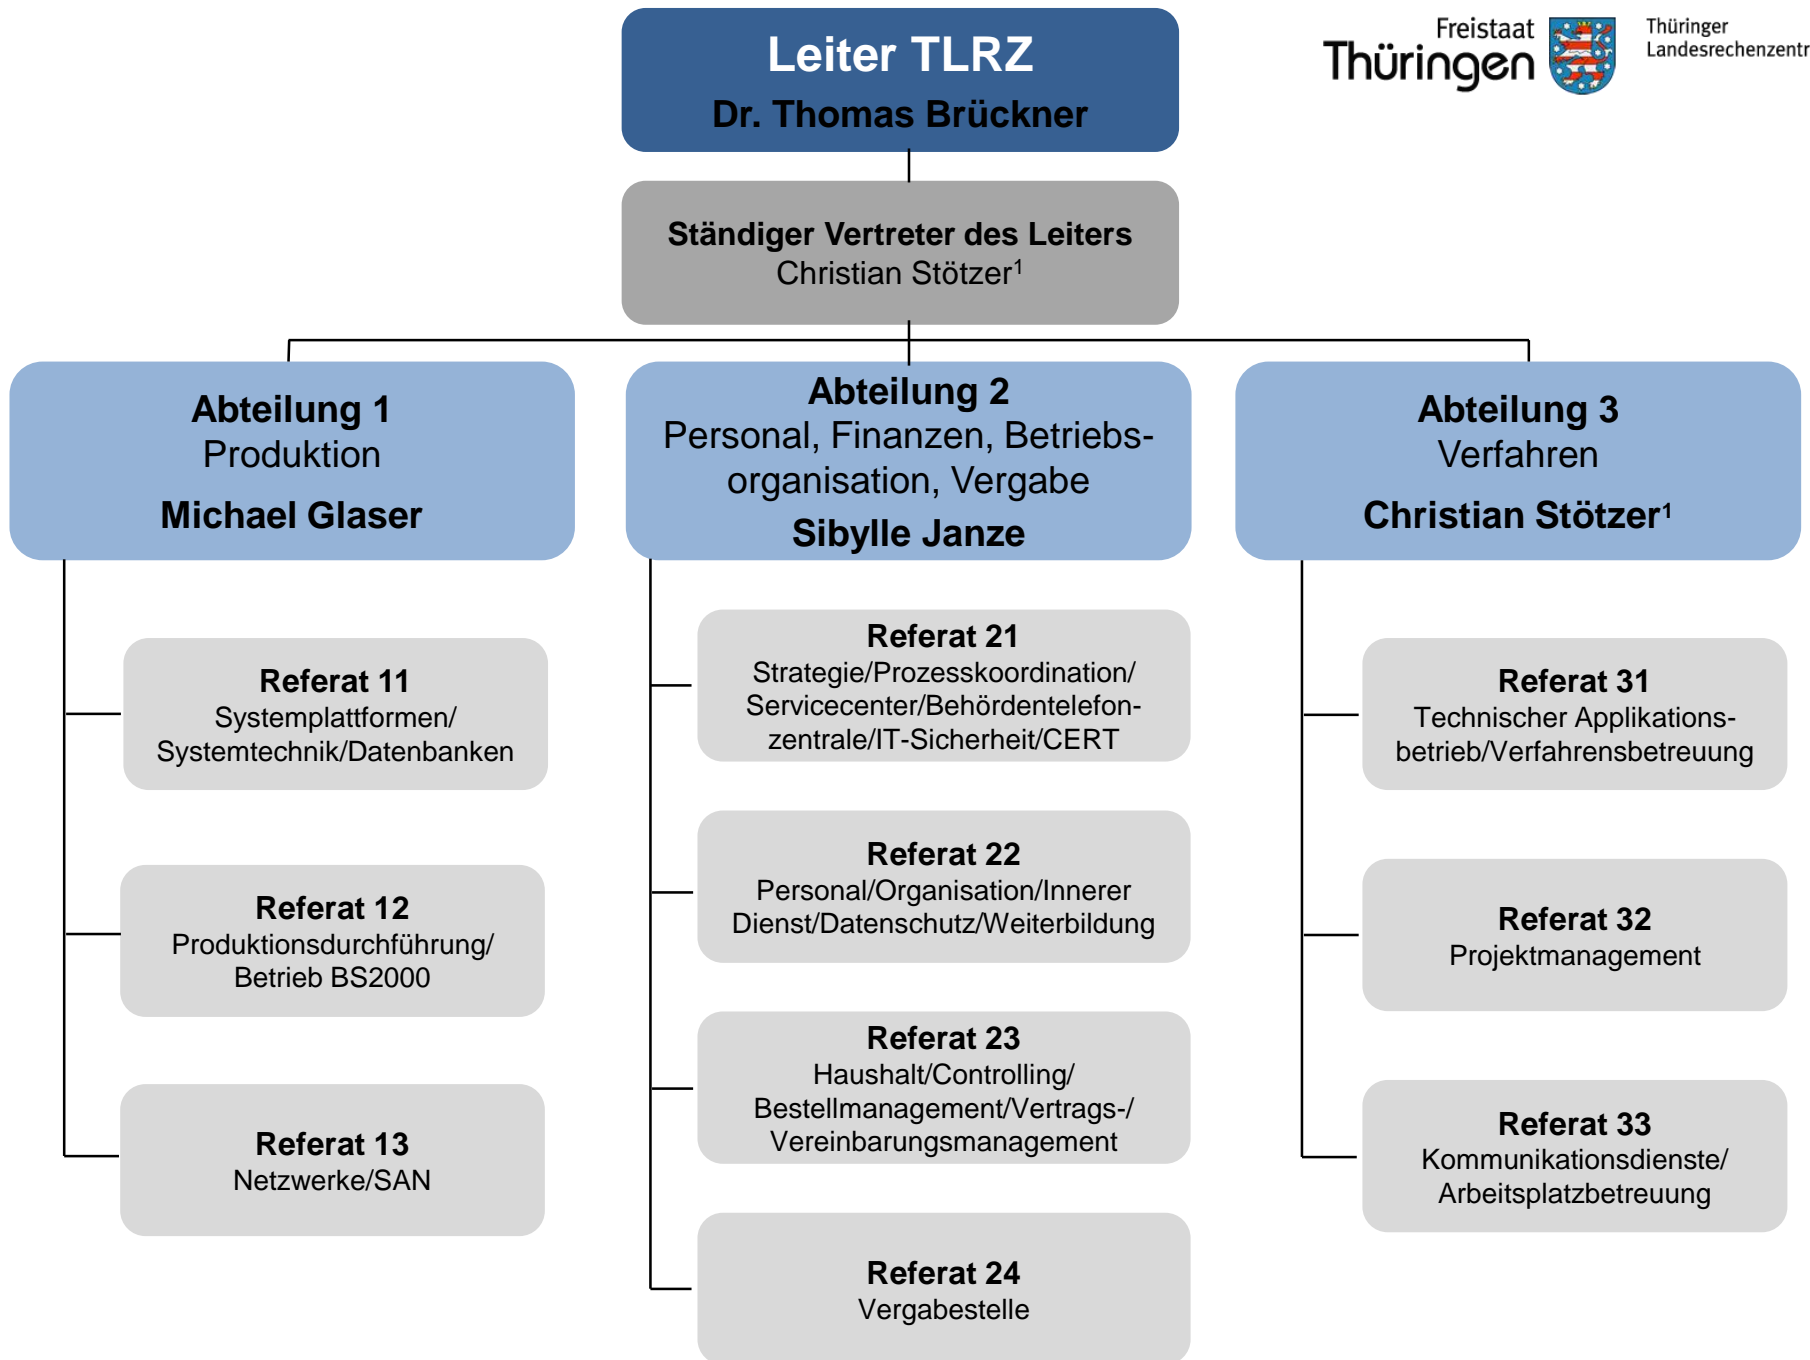 Leiter TLRZ
Dr. Thomas Brückner
Freistaat
Thüringen
Thüringer
Landesrechenzentr
Ständiger Vertreter des Leiters
Christian Stötzer¹
Abteilung 1
Produktion
Michael Glaser
Abteilung 2
Personal, Finanzen, Betriebs-
organisation, Vergabe
Sibylle Janze
Abteilung 3
Verfahren
Christian Stötzer¹
Referat 11
Systemplattformen/
Systemtechnik/Datenbanken
Referat 12
Produktionsdurchführung/
Betrieb BS2000
Referat 13
Netzwerke/SAN
Referat 21
Strategie/Prozesskoordination/
Servicecenter/Behördentelefon-
zentrale/IT-Sicherheit/CERT
Referat 22
Personal/Organisation/Innerer
Dienst/Datenschutz/Weiterbildung
Referat 23
Haushalt/Controlling/
Bestellmanagement/Vertrags-/
Vereinbarungsmanagement
Referat 24
Vergabestelle
Referat 31
Technischer Applikations-
betrieb/Verfahrensbetreuung
Referat 32
Projektmanagement
Referat 33
Kommunikationsdienste/
Arbeitsplatzbetreuung